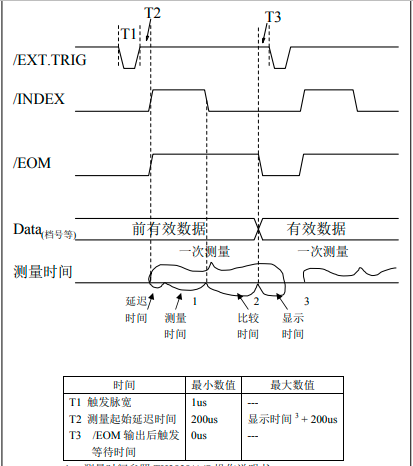 T1
T2
T3
/EXT.TRIG
/INDEX
/EOM
Data(档号等)
前有效数据
有效数据
一次测量
一次测量
测量时间
延迟时间
测量时间
1
2
比较时间
显示时间
3
时间 最小数值 最大数值
T1 触发脉宽 1us ---
T2 测量起始延迟时间 200us 显示时间 3 + 200us
T3 /EOM 输出后触发等待时间 0us ---